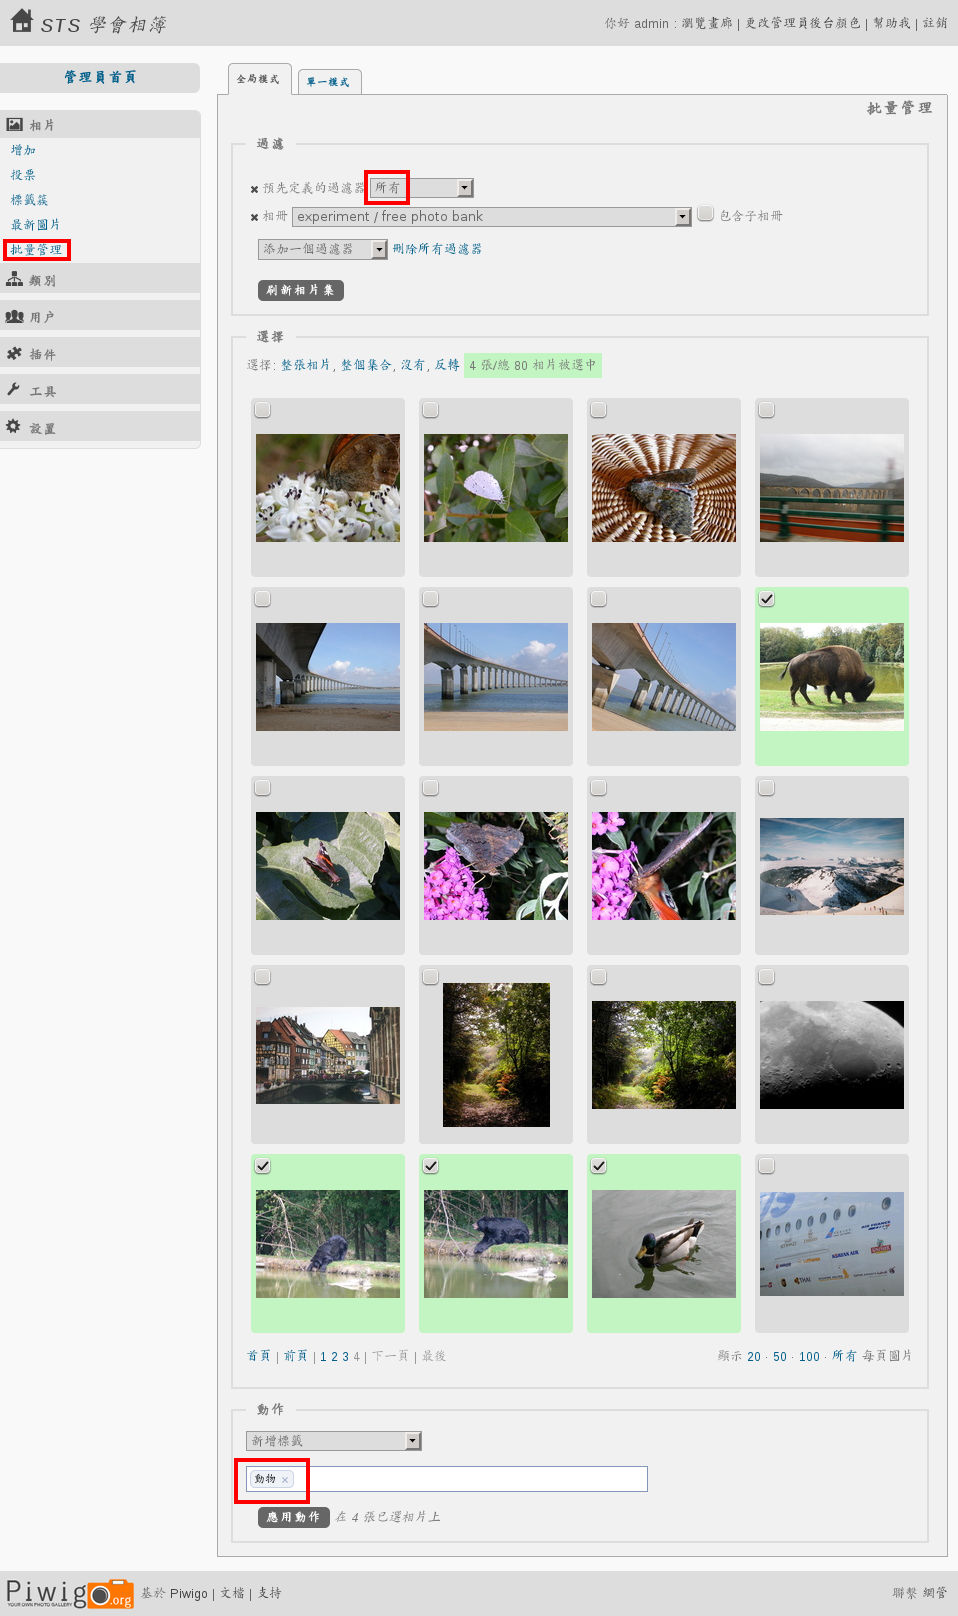 STS 學會相簿
你好 admin : 瀏覽畫廊 | 更改管理員後台顏色 | 幫助我 | 註銷
管理員首頁
相片
增加
投票
標籤簇
最新圖片
批量管理
類別
用户
插件
工具
設置
全局模式
單一模式
批量管理
過濾
預先定義的過濾器 所有
相冊 experiment / free photo bank 包含子相冊
添加一個過濾器 刪除所有過濾器
刷新相片集
選擇
選擇: 整張相片, 整個集合, 沒有, 反轉 4 張/總 80 相片被選中
AIR FRANCE
KOREAN AIR
THAI
首頁 | 前頁 | 1 2 3 4 | 下一頁 | 最後
顯示 20 · 50 · 100 · 所有 每頁圖片
動作
新增標籤
動物 ×
應用動作 在 4 張已選相片上
Piwigo.org
YOUR OWN PHOTO GALLERY
基於 Piwigo | 文檔 | 支持
聯繫 網管